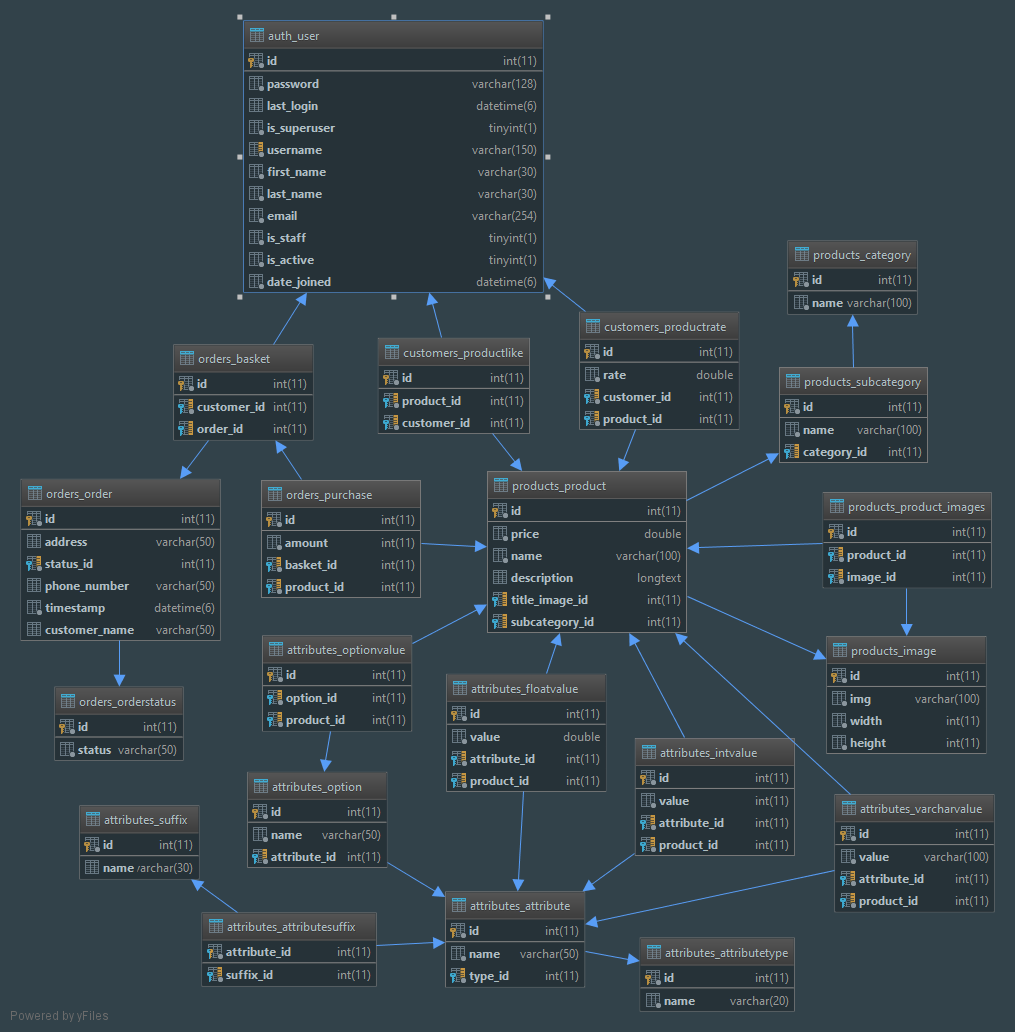 auth_user
id int(11)
password varchar(128)
last_login datetime(6)
is_superuser tinyint(1)
username varchar(150)
first_name varchar(30)
last_name varchar(30)
email varchar(254)
is_staff tinyint(1)
is_active tinyint(1)
date_joined datetime(6)
products_category
id int(11)
name varchar(100)
customers_productrate
id int(11)
rate double
customer_id int(11)
product_id int(11)
customers_productlike
id int(11)
product_id int(11)
customer_id int(11)
orders_basket
id int(11)
customer_id int(11)
order_id int(11)
products_subcategory
id int(11)
name varchar(100)
category_id int(11)
orders_order
id int(11)
address varchar(50)
status_id int(11)
phone_number varchar(50)
timestamp datetime(6)
customer_name varchar(50)
orders_purchase
id int(11)
amount int(11)
basket_id int(11)
product_id int(11)
products_product
id int(11)
price double
name varchar(100)
description longtext
title_image_id int(11)
subcategory_id int(11)
products_product_images
id int(11)
product_id int(11)
image_id int(11)
attributes_optionvalue
id int(11)
option_id int(11)
product_id int(11)
products_image
id int(11)
img varchar(100)
width int(11)
height int(11)
orders_orderstatus
id int(11)
status varchar(50)
attributes_floatvalue
id int(11)
value double
attribute_id int(11)
product_id int(11)
attributes_intvalue
id int(11)
value int(11)
attribute_id int(11)
product_id int(11)
attributes_option
id int(11)
name varchar(50)
attribute_id int(11)
attributes_varcharvalue
id int(11)
value varchar(100)
attribute_id int(11)
product_id int(11)
attributes_suffix
id int(11)
name varchar(30)
attributes_attribute
id int(11)
name varchar(50)
type_id int(11)
attributes_attributesuffix
attribute_id int(11)
suffix_id int(11)
attributes_attributetype
id int(11)
name varchar(20)
Powered by yFiles